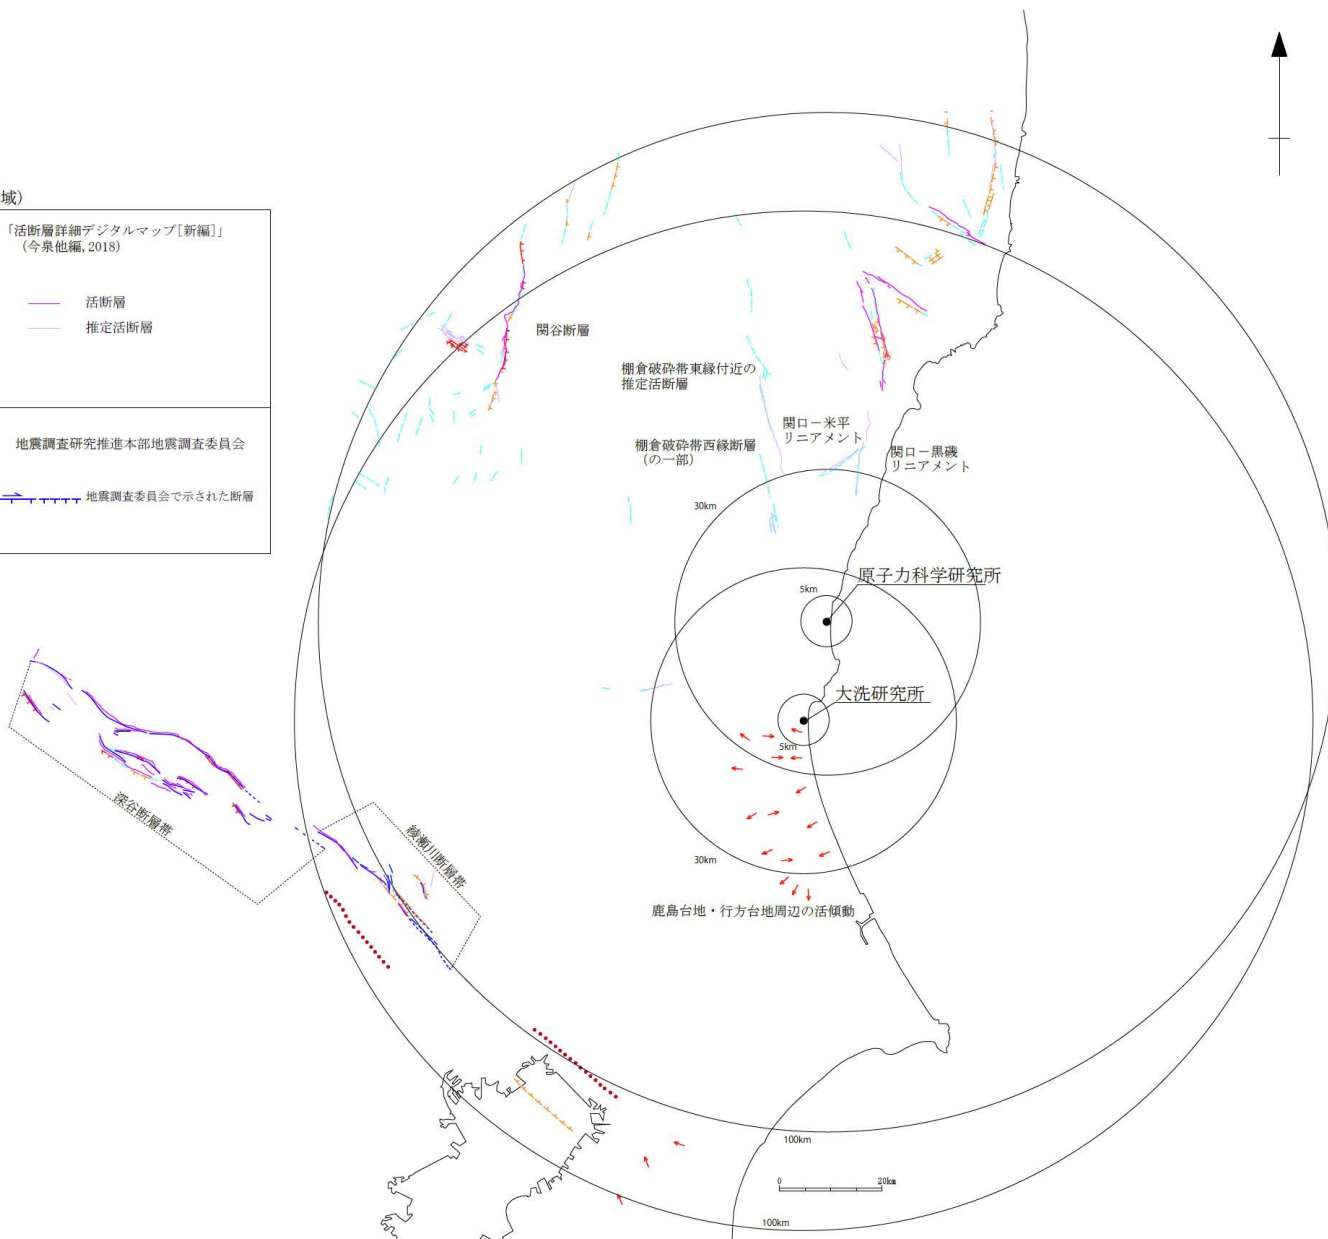 域)
「活断層詳細デジタルマップ[新編]」
(今泉他編, 2018)
活断層
推定活断層
地震調査研究推進本部地震調査委員会
地震調査委員会で示された断層
関谷断層
棚倉破砕帯東縁付近の
推定活断層
関口－米平
リニアメント
棚倉破砕帯西縁断層
(の一部)
関口－黒磯
リニアメント
30km
原子力科学研究所
5km
大洗研究所
5km
深谷断層帯
綾瀬川断層帯
30km
鹿島台地・行方台地周辺の活傾動
100km
0 20km
100km